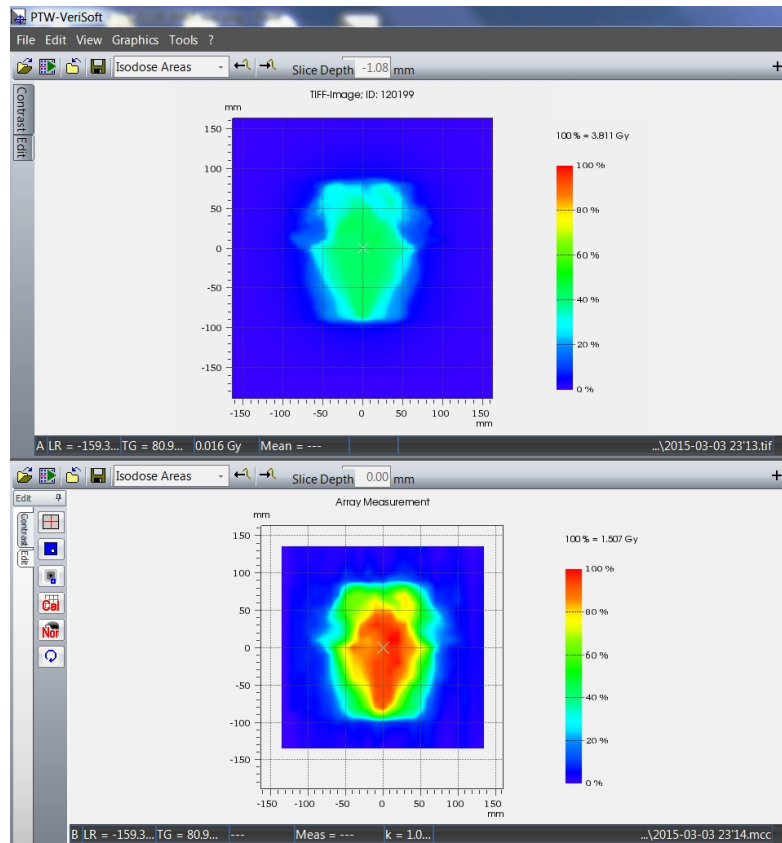 PTW-VeriSoft
File Edit View Graphics Tools ?
Isodose Areas Slice Depth -1.08 mm
Contrast Edit
TIFF-Image; ID: 120199
mm
100 % = 3.811 Gy
150
100
50
0
-50
-100
-150
100 %
80 %
60 %
40 %
20 %
0 %
-150 -100 -50 0 50 100 150
mm
A LR = -159.3... TG = 80.9... 0.016 Gy Mean = --- ...\2015-03-03 23'13.tif
Isodose Areas Slice Depth 0.00 mm
Edit
Contrast Edit
Cal
Nor
Array Measurement
mm
100 % = 1.507 Gy
150
100
50
0
-50
-100
-150
100 %
80 %
60 %
40 %
20 %
0 %
-150 -100 -50 0 50 100 150
mm
B LR = -159.3... TG = 80.9... --- Meas = --- k = 1.0... ...\2015-03-03 23'14.mcc